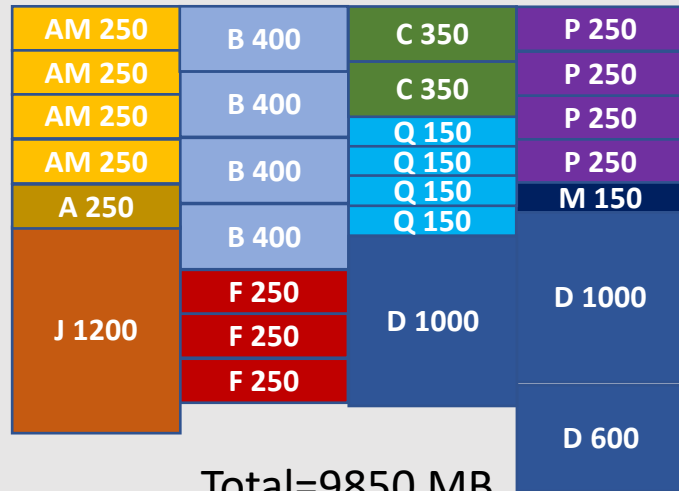 AM 250
AM 250
AM 250
AM 250
A 250
J 1200
B 400
B 400
B 400
B 400
F 250
F 250
F 250
C 350
C 350
Q 150
Q 150
Q 150
Q 150
D 1000
P 250
P 250
P 250
P 250
M 150
D 1000
D 600
Total=9850 MB